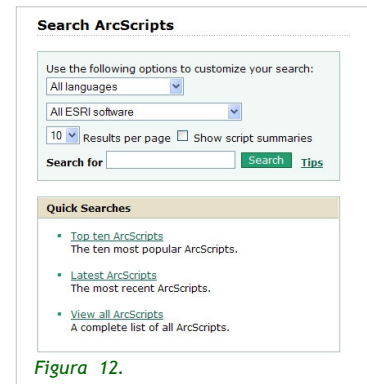 Search ArcScripts
Use the following options to customize your search:
All languages
All ESRI software
10 Results per page Show script summaries
Search for Search Tips
Quick Searches
Top ten ArcScripts
The ten most popular ArcScripts.
Latest ArcScripts
The most recent ArcScripts.
View all ArcScripts
A complete list of all ArcScripts.
Figura 12.